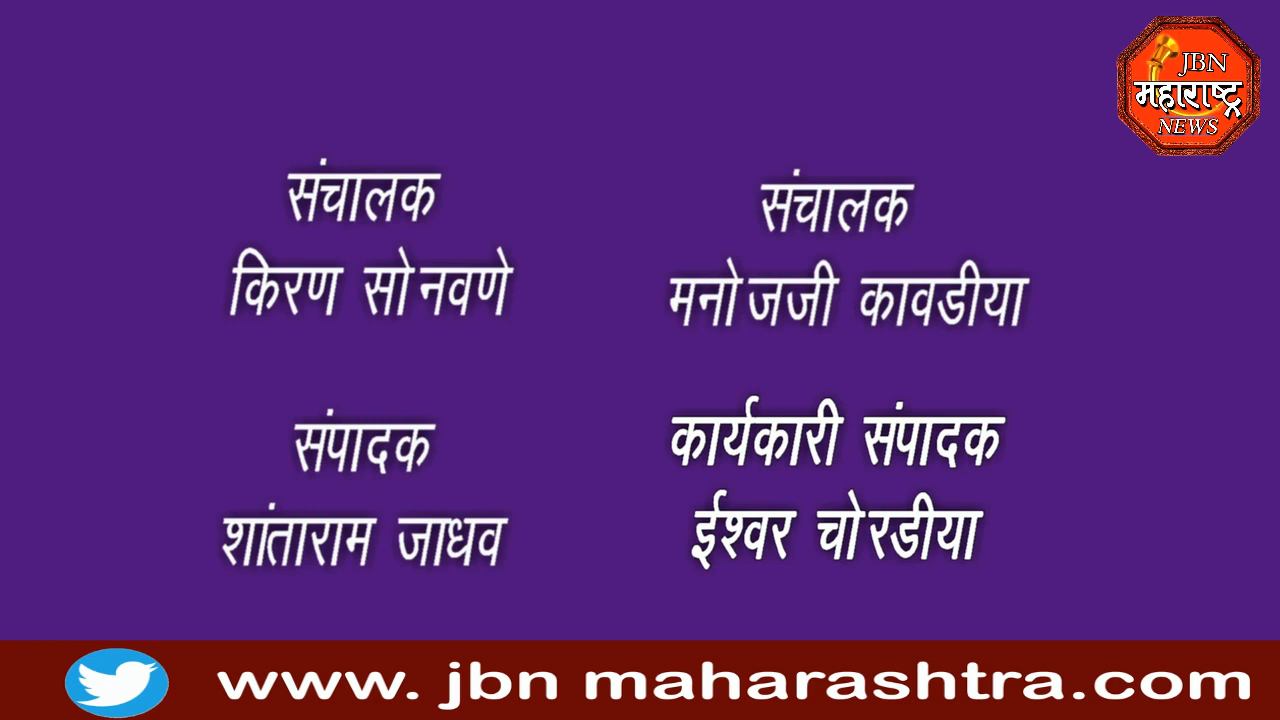 JBN
महाराष्ट्र
NEWS
संचालक
किरण सोनवणे
संचालक
मनोजजी कावडीया
संपादक
शांताराम जाधव
कार्यकारी संपादक
ईश्वर चोरडीया
www. jbn maharashtra.com